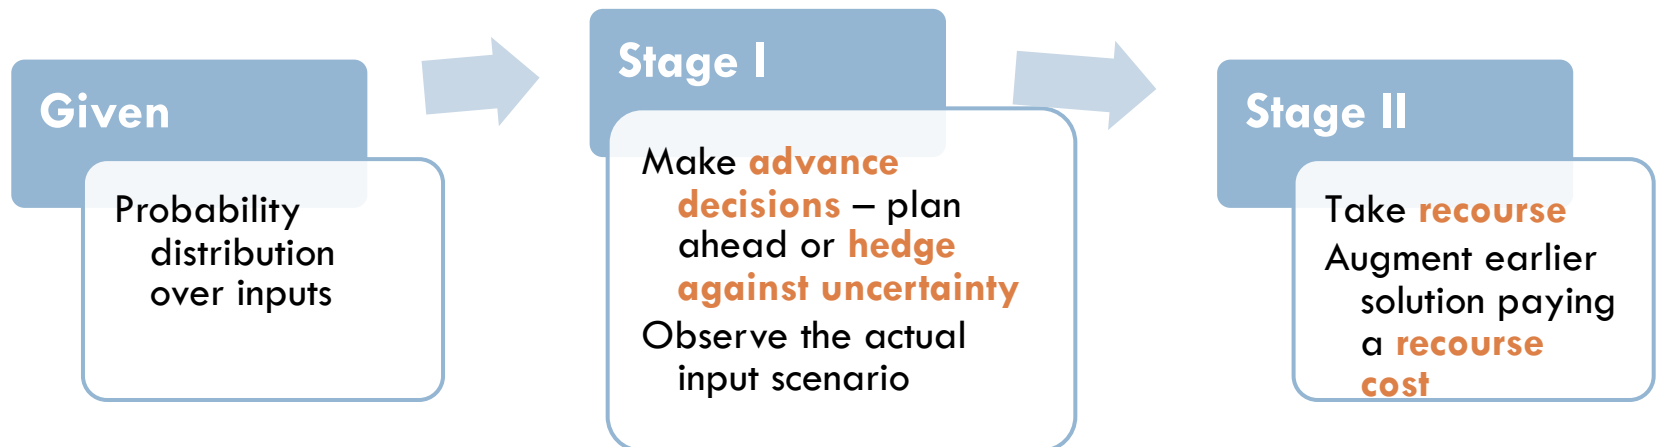 Given
Probability
distribution
over inputs
Stage I
Make advance
decisions – plan
ahead or hedge
against uncertainty
Observe the actual
input scenario
Stage II
Take recourse
Augment earlier
solution paying
a recourse
cost